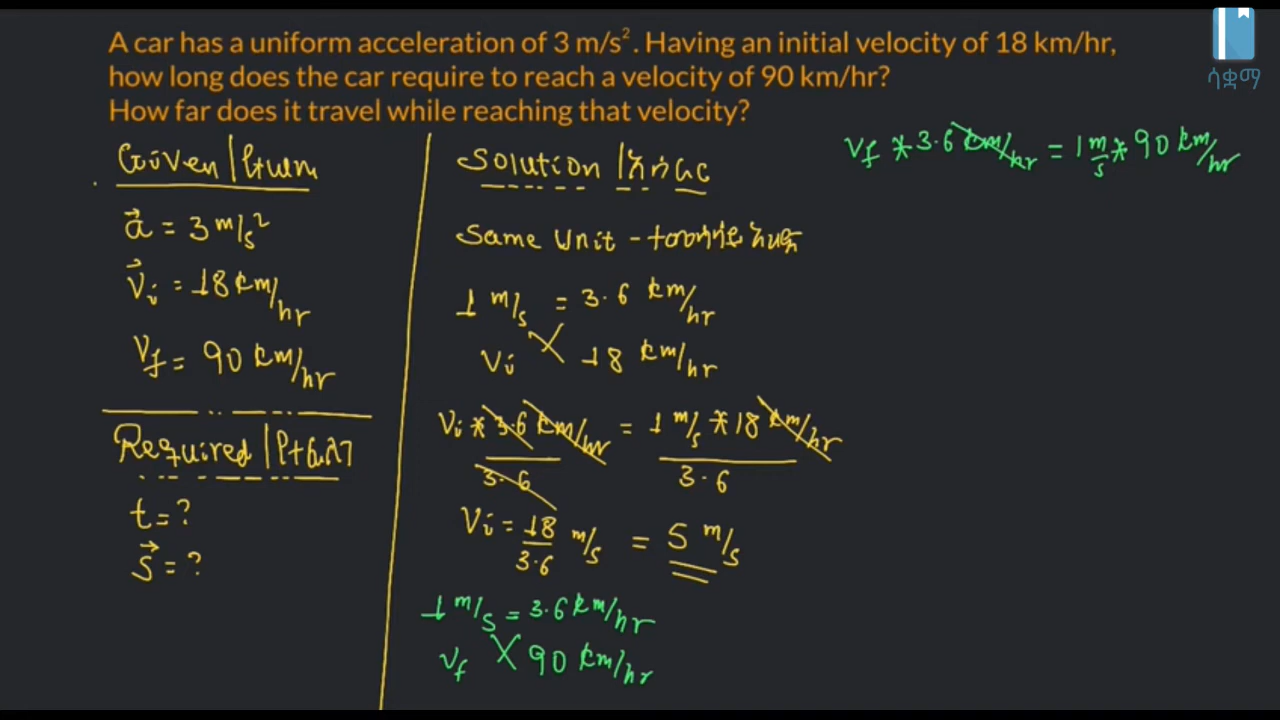 A car has a uniform acceleration of 3 m/s². Having an initial velocity of 18 km/hr,
how long does the car require to reach a velocity of 90 km/hr?
How far does it travel while reaching that velocity?
ሳቋማ
Given |የተሰጠ
a⃗ = 3 m/s²
v⃗i = 18 km/hr
Vf = 90 km/hr
Required |የተፈለገ
t = ?
S⃗ = ?
Solution |አሰራር
Same Unit - ተመሳሳይ አሃድ
1 m/s = 3.6 km/hr
Vi 18 km/hr
Vi * 3.6 km/hr = 1 m/s * 18 km/hr
3.6 3.6
Vi = 18/3.6 m/s = 5 m/s
1 m/s = 3.6 km/hr
Vf 90 km/hr
Vf * 3.6 km/hr = 1 m/s * 90 km/hr